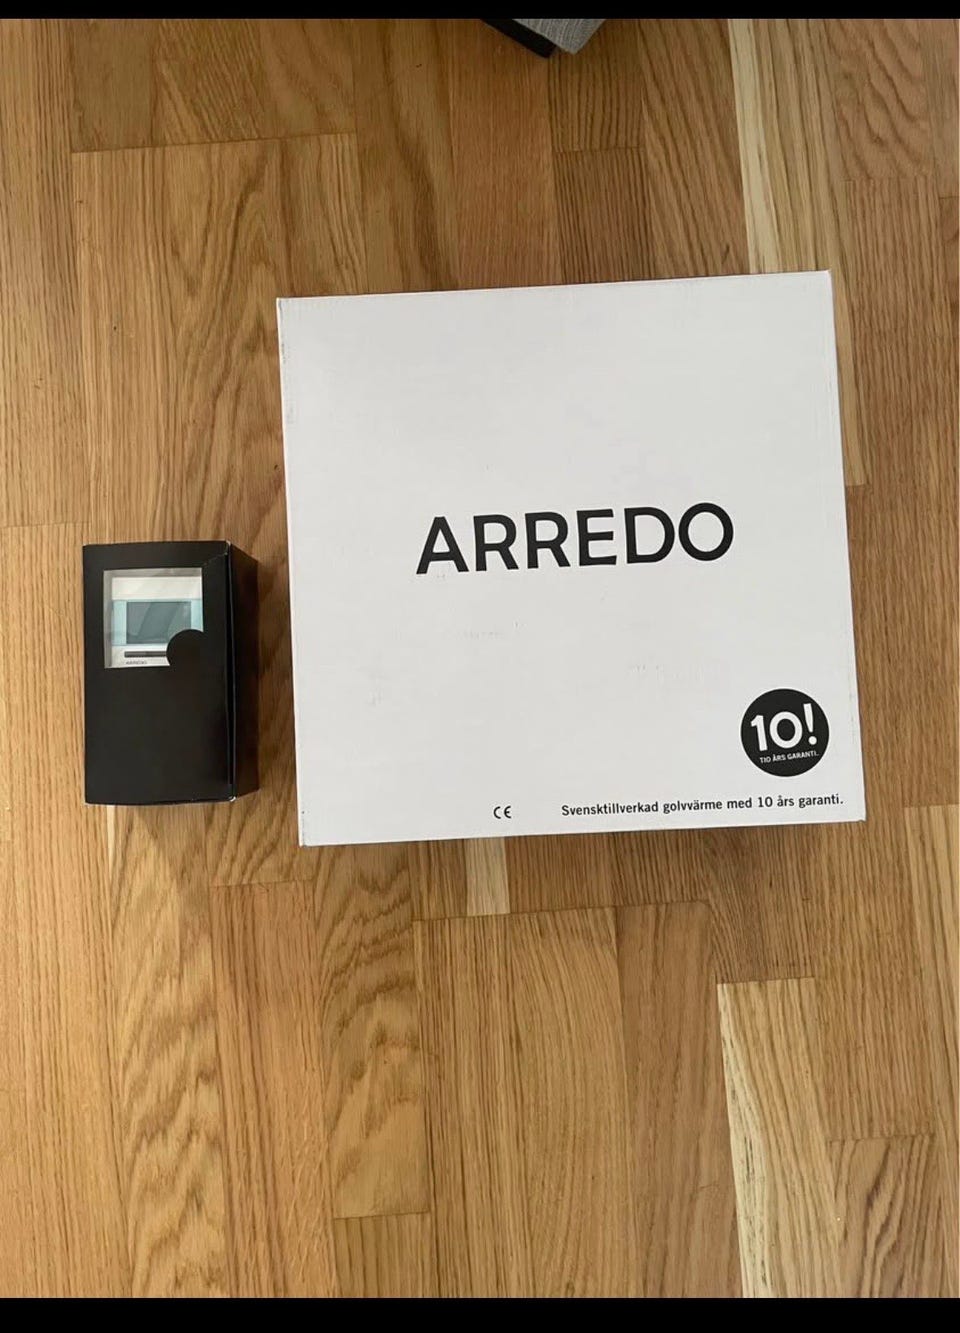 ARREDO
ARREDO
10!
TIO ÅRS GARANTI.
CE
Svensktillverkad golvvärme med 10 års garanti.